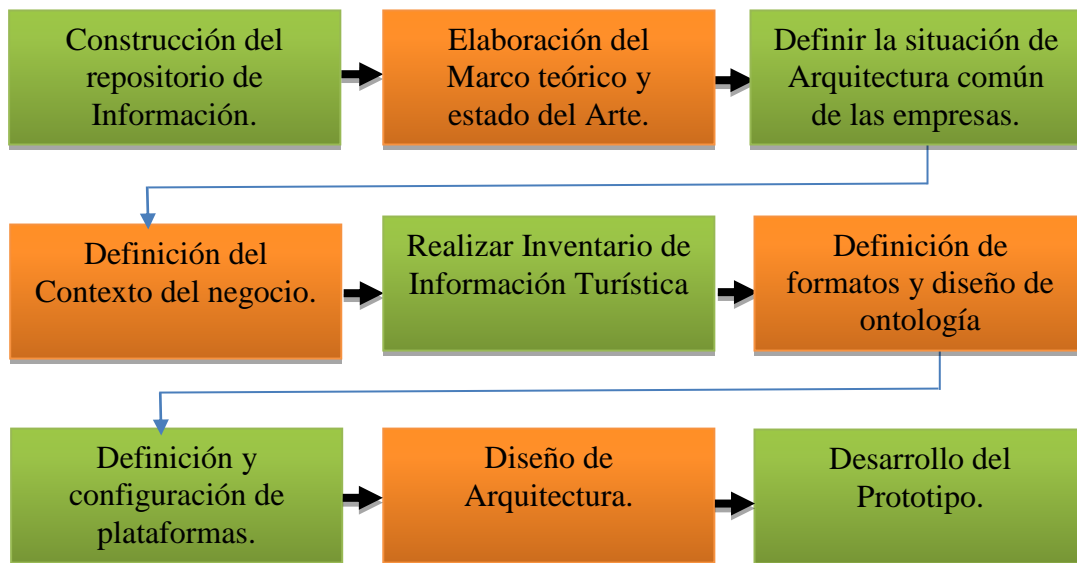 Construcción del
repositorio de
Información.
Elaboración del
Marco teórico y
estado del Arte.
Definir la situación de
Arquitectura común
de las empresas.
Definición del
Contexto del negocio.
Realizar Inventario de
Información Turística
Definición de
formatos y diseño de
ontología
Definición y
configuración de
plataformas.
Diseño de
Arquitectura.
Desarrollo del
Prototipo.